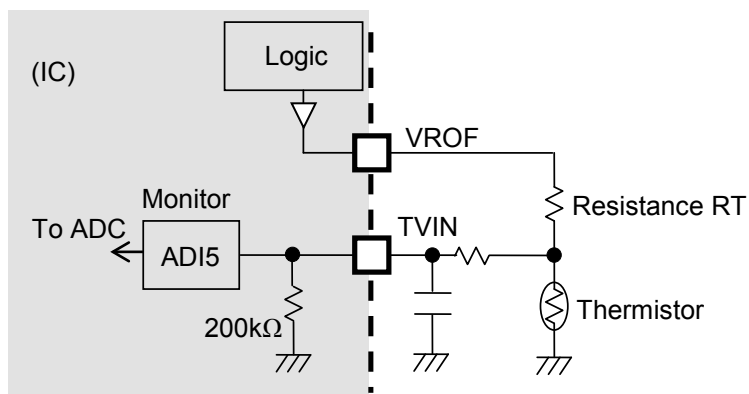 Logic
(IC)
VROF
Monitor
Resistance RT
To ADC
ADI5
TVIN
Thermistor
200kΩ